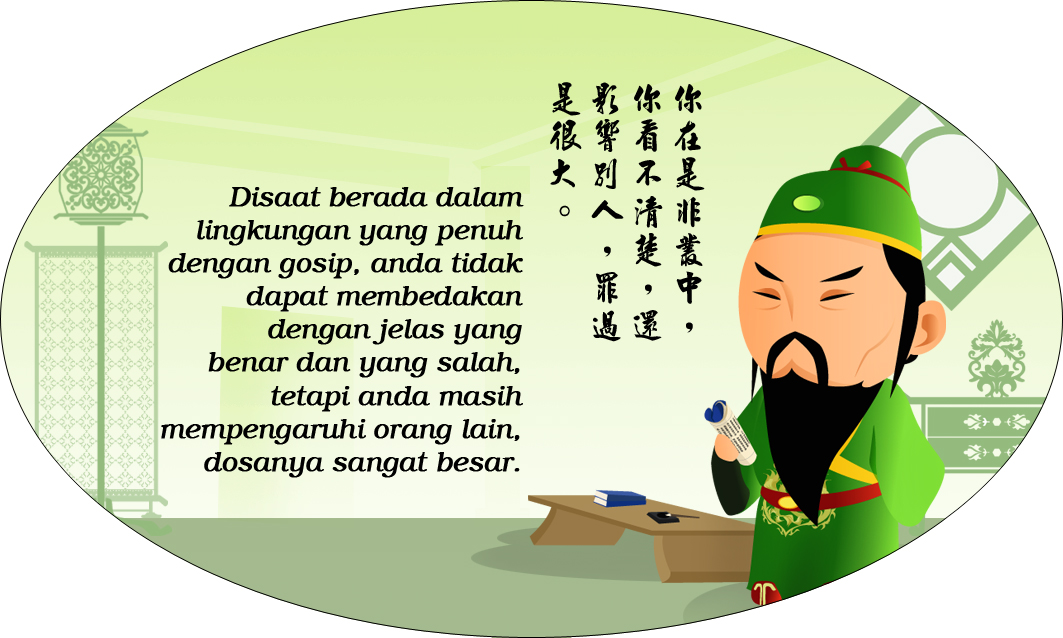 Disaat berada dalam
lingkungan yang penuh
dengan gosip, anda tidak
dapat membedakan
dengan jelas yang
benar dan yang salah,
tetapi anda masih
mempengaruhi orang lain,
dosanya sangat besar.
你在是非叢中，
你看不清楚，還
影響別人，罪過
是很大。